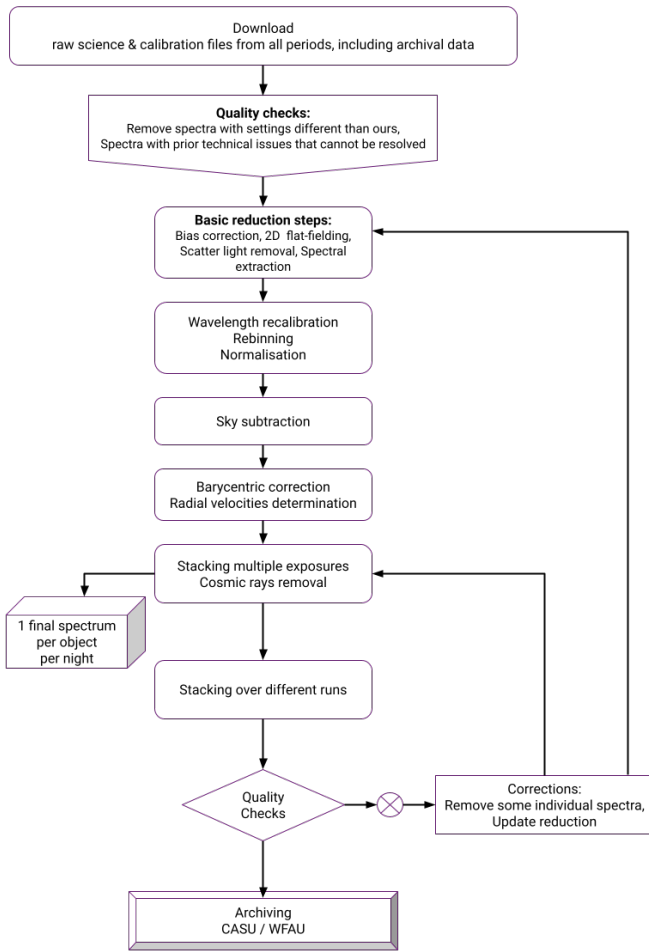 Download
raw science & calibration files from all periods, including archival data
Quality checks:
Remove spectra with settings different than ours,
Spectra with prior technical issues that cannot be resolved
Basic reduction steps:
Bias correction, 2D flat-fielding,
Scatter light removal, Spectral
extraction
Wavelength recalibration
Rebinning
Normalisation
Sky subtraction
Barycentric correction
Radial velocities determination
Stacking multiple exposures
Cosmic rays removal
1 final spectrum
per object
per night
Stacking over different runs
Quality
Checks
Corrections:
Remove some individual spectra,
Update reduction
Archiving
CASU / WFAU